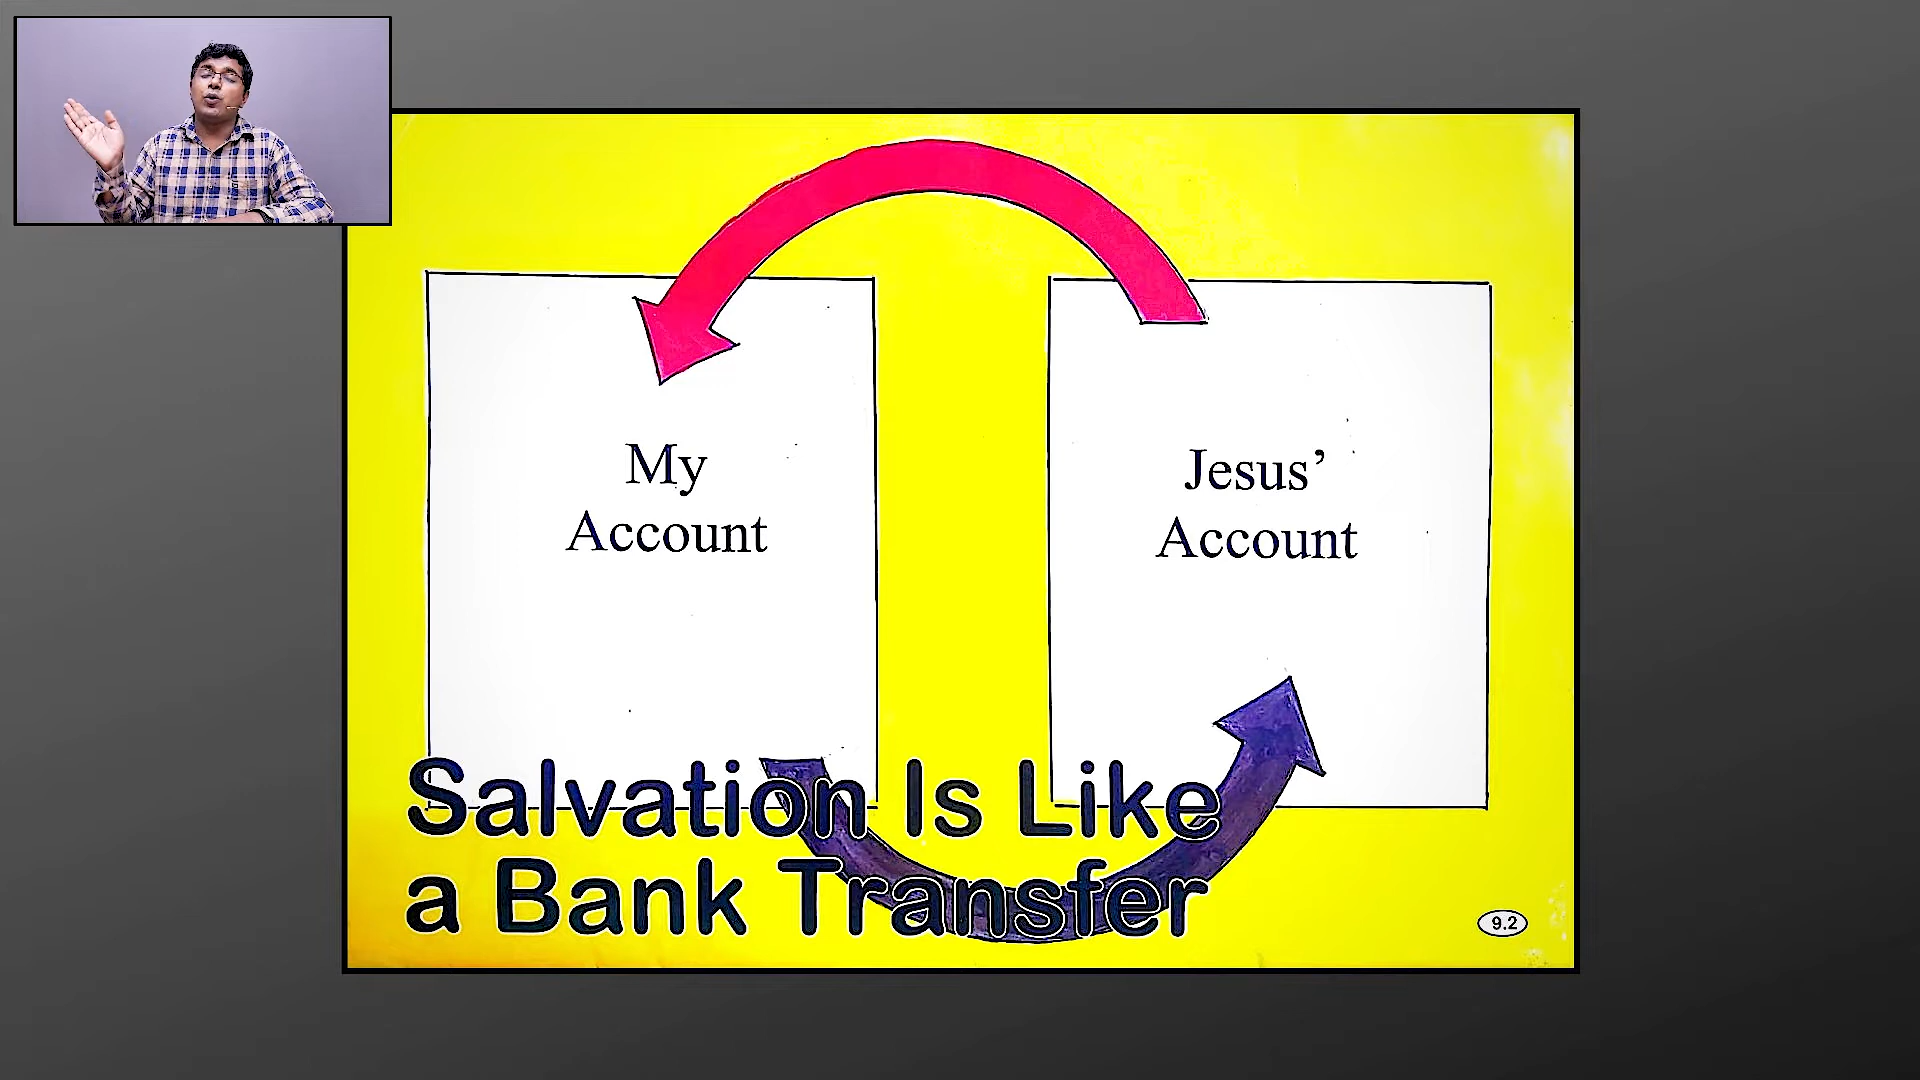 My
Account
Jesus’
Account
Salvation Is Like
a Bank Transfer
9.2